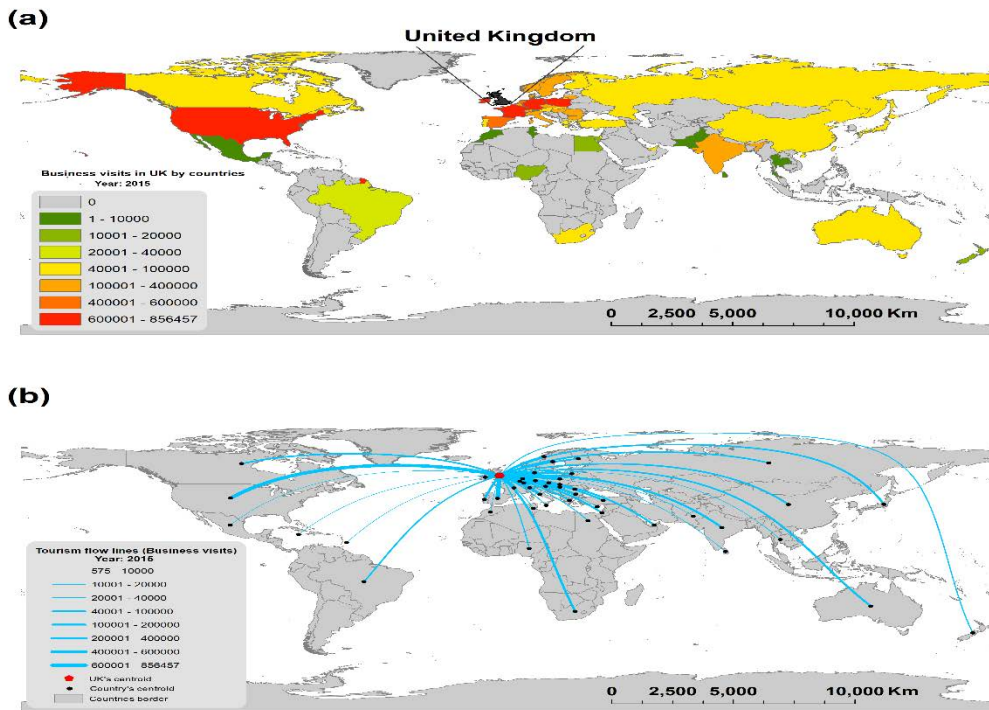 (a)
United Kingdom
Business visits in UK by countries
Year: 2015
0
1 - 10000
10001 - 20000
20001 - 40000
40001 - 100000
100001 - 400000
400001 - 600000
600001 - 856457
0 2,500 5,000 10,000 Km
(b)
Tourism flow lines (Business visits)
Year: 2015
575 - 10000
10001 - 20000
20001 - 40000
40001 - 100000
100001 - 200000
200001 - 400000
400001 - 600000
600001 - 856457
UK's centroid
Country's centroid
Countries border
0 2,500 5,000 10,000 Km